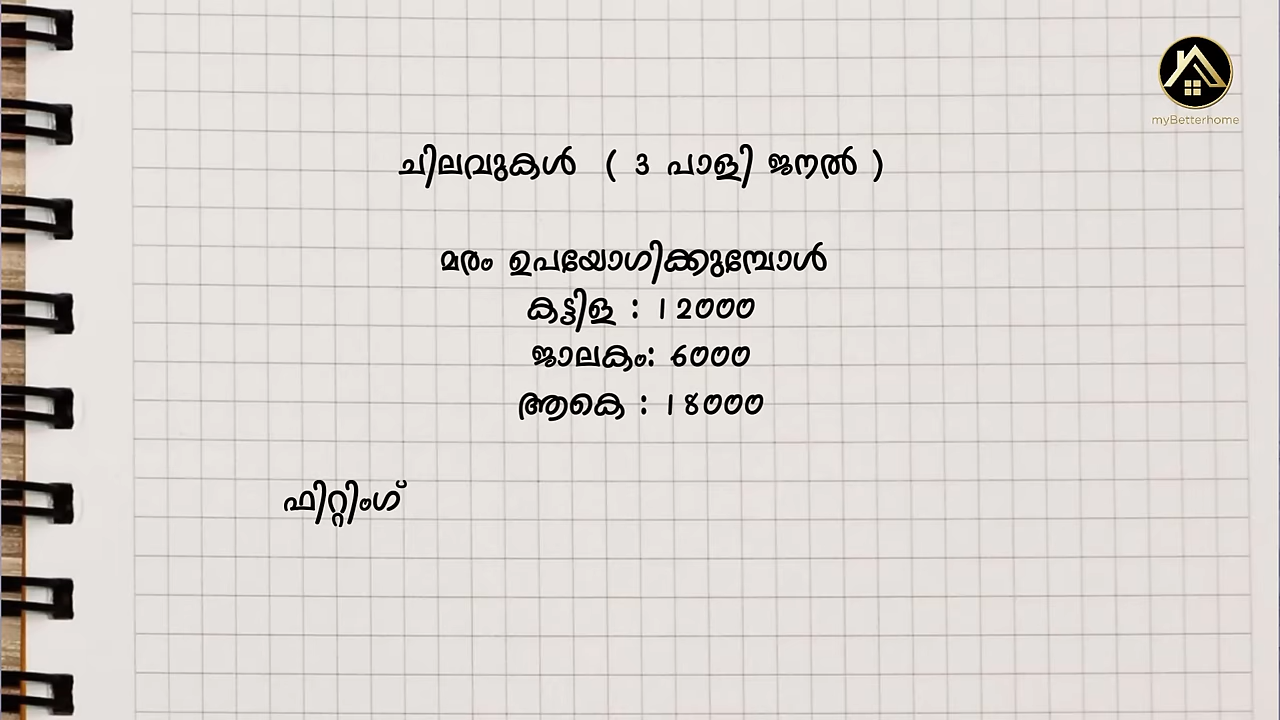 myBetterhome
ചിലവുകൾ ( 3 പാളി ജനൽ )
മരം ഉപയോഗിക്കുമ്പോൾ
കട്ടിള : 12000
ജാലകം: 6000
ആകെ : 18000
ഫിറ്റിംഗ്